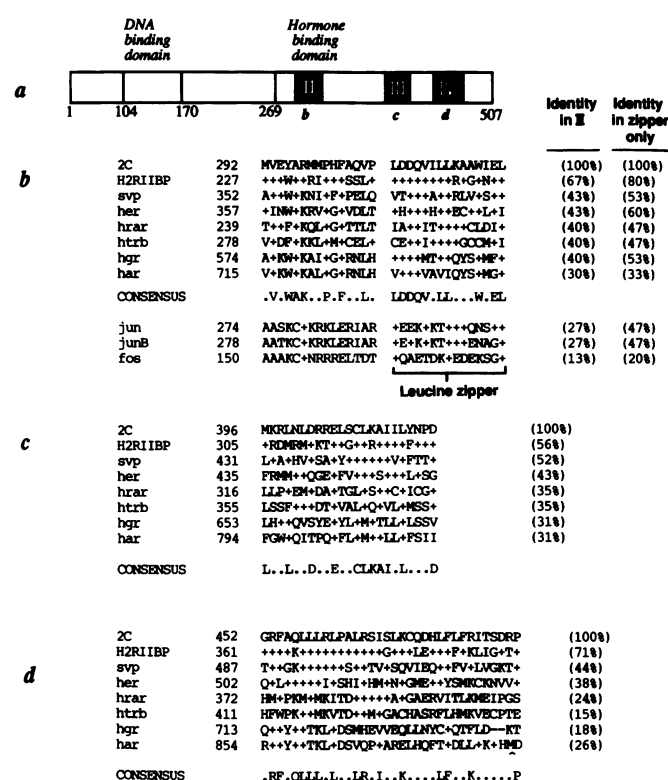 DNA binding domain
Hormone binding domain
a
1 104 170 269 507
b c d
Identity in II
Identity in zipper only
b
2C 292 MVEYARMMPHFAQVP LDDQVILLKAAWIEL (100%) (100%)
H2RIIBP 227 +++W++RI+++SSL+ +++++++++R+G+N++ (67%) (80%)
svp 352 A++W+KNI+F+PELQ VT+++A++RLV+S++ (43%) (53%)
her 357 +INW+KRV+G+VDLT +H+++H++EC++L+I (43%) (60%)
hrar 239 T++F+KQL+G+TTLT IA++IT++++CLDI+ (40%) (47%)
htrb 278 V+DF+KKL+M+CEL+ CE++I++++GCCM+I (40%) (47%)
hgr 574 A+KW+KAI+G+RNLH ++++MT++QYS+MF+ (40%) (53%)
har 715 V+KW+KAL+G+RNLH V+++VAVIQYS+MG+ (30%) (33%)
CONSENSUS .V.WAK..P.F..L. LDDQV.LL...W.EL
jun 274 AASKC+KRKLERIAR +EEK+KT+++QNS++ (27%) (47%)
junB 278 AATKC+KRKLERIAR +E+K+KT+++ENAG+ (27%) (47%)
fos 150 AAAKC+NRRRELTDT +QAETDK+EDEKSG+ (13%) (20%)
Leucine zipper
c
2C 396 MKRLNLDRRELSCLKAIILYNPD (100%)
H2RIIBP 305 +RDMRM+KT++G++R++++F+++ (56%)
svp 431 L+A+HV+SA+Y++++++V+FTT+ (52%)
her 435 FRMM++QGE+FV+++S+++L+SG (43%)
hrar 316 LLP+EM+DA+TGL+S++C+ICG+ (35%)
htrb 355 LSSF+++DT+VAL+Q+VL+MSS+ (35%)
hgr 653 LH++QVSYE+YL+M+TLL+LSSV (31%)
har 794 FGW+QITPQ+FL+M++LL+FSII (31%)
CONSENSUS L..L..D..E..CLKAI.L...D
d
2C 452 GRFAQLLLRLPALRSISLKCQDHLFLFRITSDRP (100%)
H2RIIBP 361 ++++K+++++++++++G+++LE+++F+KLIG+T+ (71%)
svp 487 T++GK++++++S++TV+SQVIEQ++FV+LVGKT+ (44%)
her 502 Q+L+++++I+SHI+HM+N+GME++YSMKCKNVV+ (38%)
hrar 372 HM+PKM++MKITD+++++A+GAERVITLKMEIPGS (24%)
htrb 411 HFWPK++MKVTD++M+GACHASRFLHMKVECPTE (15%)
hgr 713 Q++Y++TKL+DSMHEVVEQLLNYC+QTFLD--KT (18%)
har 854 R++Y++TKL+DSVQP+ARELHQFT+DLL+K+HMD (26%)
^
CONSENSUS .RF.QLLL.L..LR.I..K....LF..K.....P